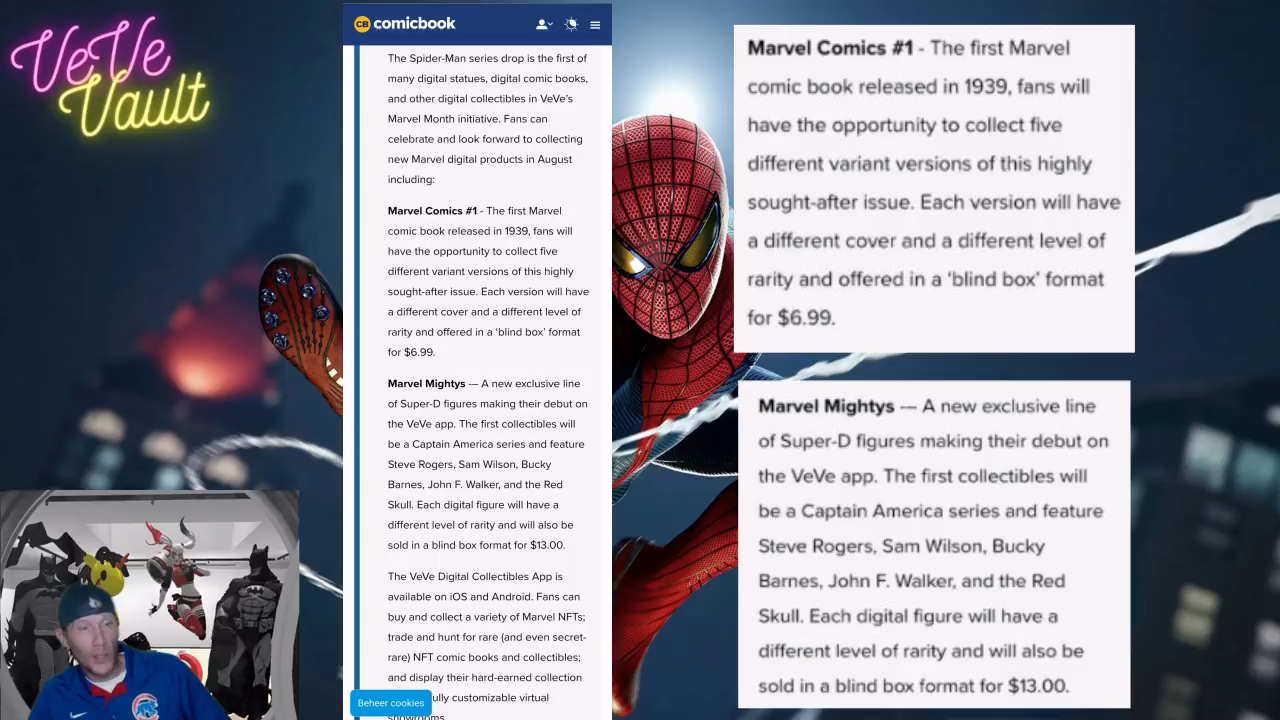 VeVe
Vault
CB comicbook
The Spider-Man series drop is the first of
many digital statues, digital comic books,
and other digital collectibles in VeVe's
Marvel Month initiative. Fans can
celebrate and look forward to collecting
new Marvel digital products in August
including:
Marvel Comics #1 - The first Marvel
comic book released in 1939, fans will
have the opportunity to collect five
different variant versions of this highly
sought-after issue. Each version will have
a different cover and a different level of
rarity and offered in a 'blind box' format
for $6.99.
Marvel Mightys — A new exclusive line
of Super-D figures making their debut on
the VeVe app. The first collectibles will
be a Captain America series and feature
Steve Rogers, Sam Wilson, Bucky
Barnes, John F. Walker, and the Red
Skull. Each digital figure will have a
different level of rarity and will also be
sold in a blind box format for $13.00.
The VeVe Digital Collectibles App is
available on iOS and Android. Fans can
buy and collect a variety of Marvel NFTs;
trade and hunt for rare (and even secret-
rare) NFT comic books and collectibles;
and display their hard-earned collection
ully customizable virtual
showrooms
Beheer cookies
Marvel Comics #1 - The first Marvel
comic book released in 1939, fans will
have the opportunity to collect five
different variant versions of this highly
sought-after issue. Each version will have
a different cover and a different level of
rarity and offered in a 'blind box' format
for $6.99.
Marvel Mightys — A new exclusive line
of Super-D figures making their debut on
the VeVe app. The first collectibles will
be a Captain America series and feature
Steve Rogers, Sam Wilson, Bucky
Barnes, John F. Walker, and the Red
Skull. Each digital figure will have a
different level of rarity and will also be
sold in a blind box format for $13.00.